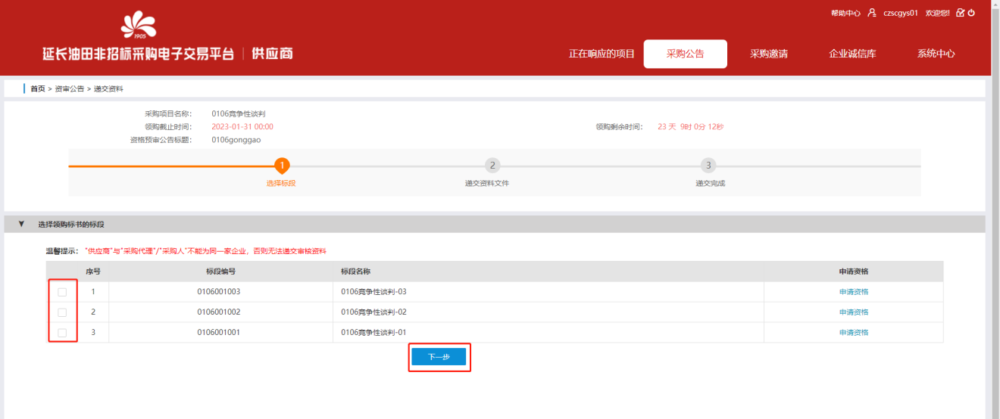 帮助中心 czscgys01 欢迎您!
1905
延长油田非招标采购电子交易平台 | 供应商
正在响应的项目 采购公告 采购邀请 企业诚信库 系统中心
首页 > 资审公告 > 递交资料
采购项目名称: 0106竞争性谈判
领购截止时间: 2023-01-31 00:00 领购剩余时间: 23 天 9时 0分 12秒
资格预审公告标题: 0106gonggao
1 2 3
选择标段 递交资料文件 递交完成
选择领购标书的标段
温馨提示: "供应商"与"采购代理"/"采购人"不能为同一家企业，否则无法递交审核资料
序号 标段编号 标段名称 申请资格
1 0106001003 0106竞争性谈判-03 申请资格
2 0106001002 0106竞争性谈判-02 申请资格
3 0106001001 0106竞争性谈判-01 申请资格
下一步